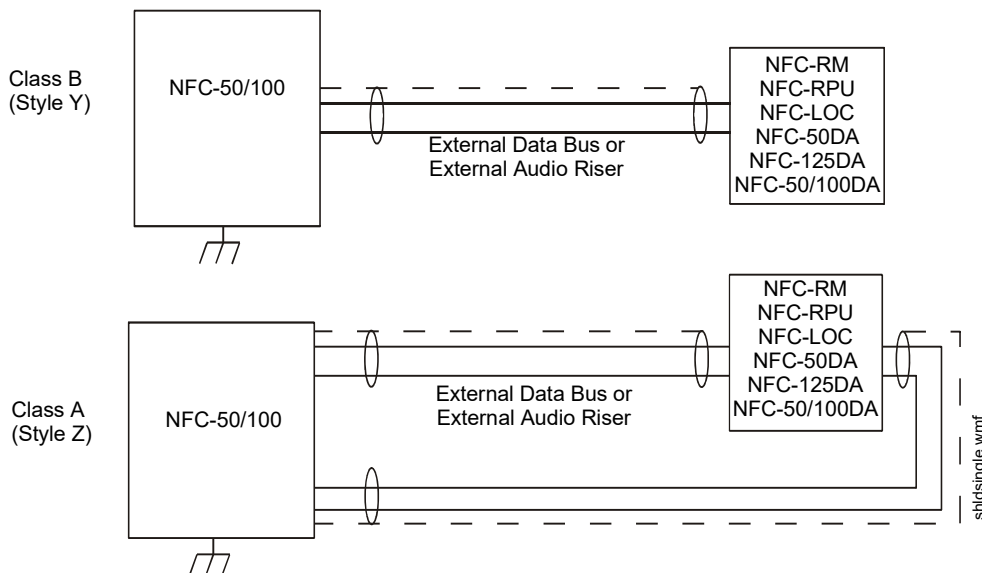 Class B
(Style Y)
NFC-50/100
External Data Bus or
External Audio Riser
NFC-RM
NFC-RPU
NFC-LOC
NFC-50DA
NFC-125DA
NFC-50/100DA
Class A
(Style Z)
NFC-50/100
External Data Bus or
External Audio Riser
NFC-RM
NFC-RPU
NFC-LOC
NFC-50DA
NFC-125DA
NFC-50/100DA
shldsingle.wmf